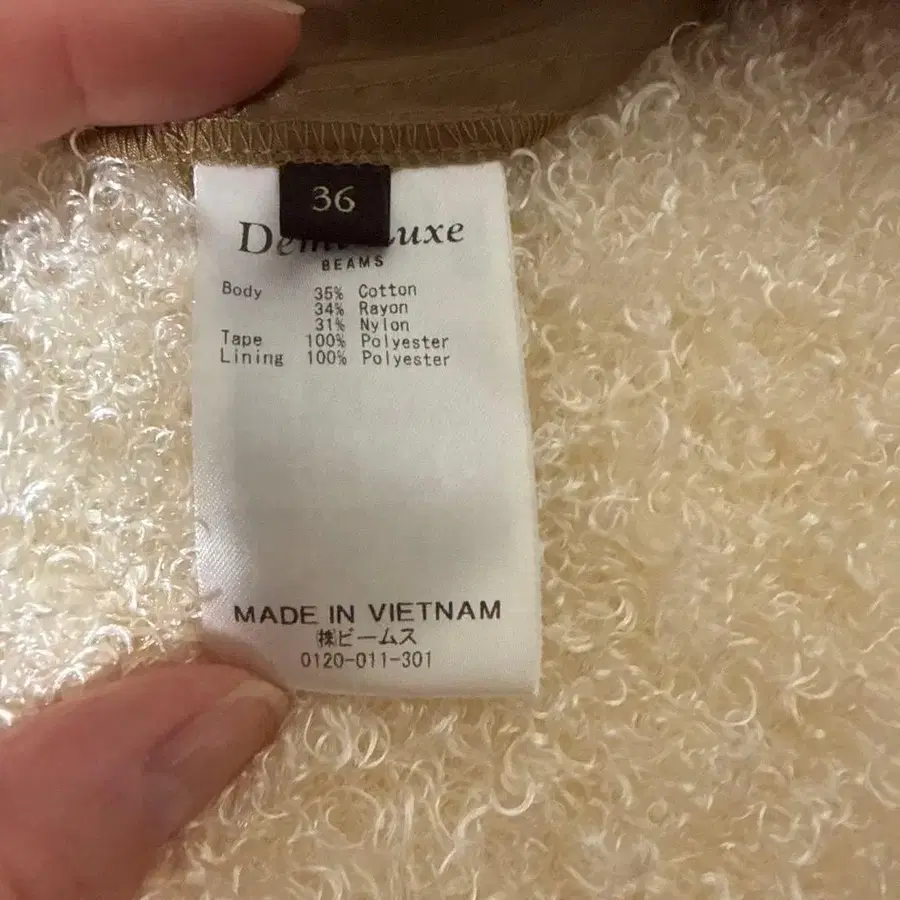 36
BEAMS
Body 35% Cotton
34% Rayon
31% Nylon
Tape 100% Polyester
Lining 100% Polyester
MADE IN VIETNAM
㈱ビームス
0120-011-301